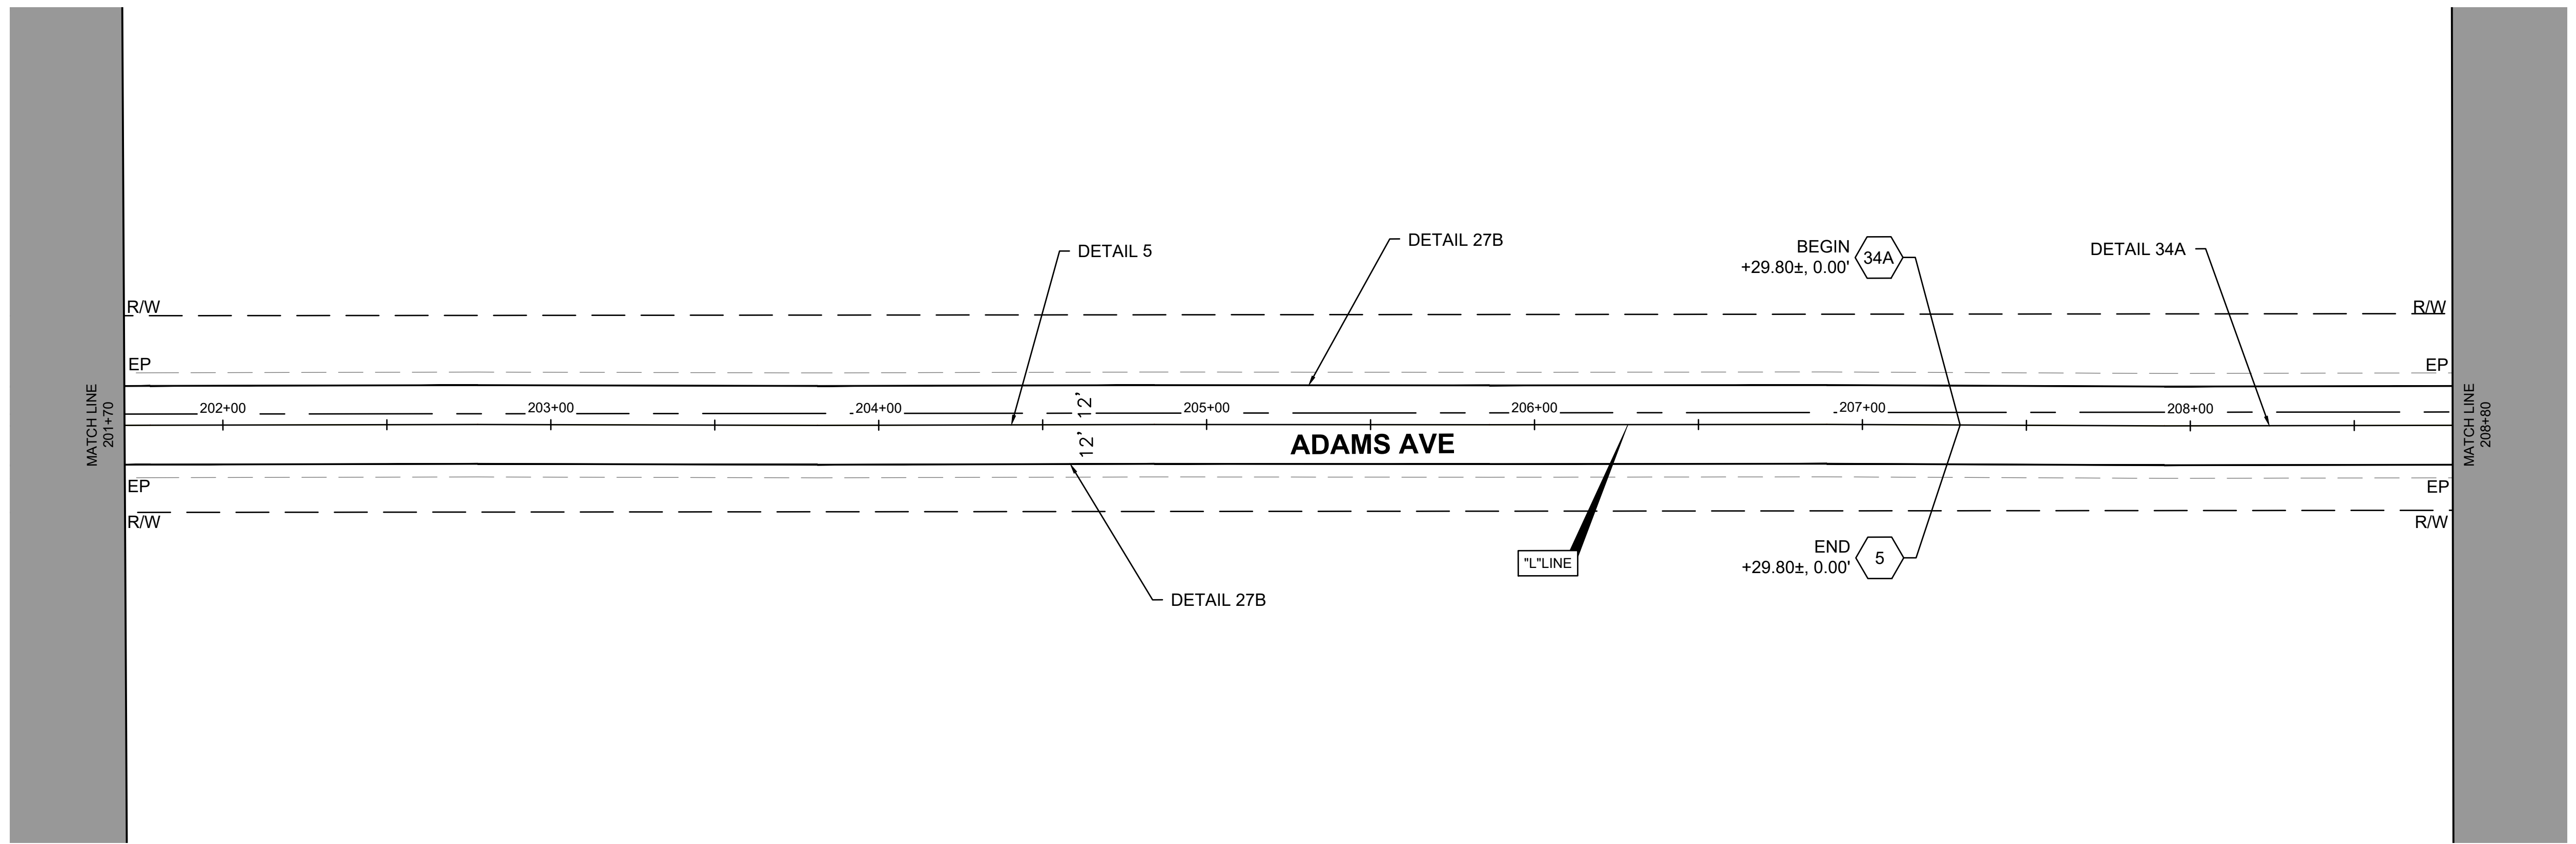 DETAIL 5
DETAIL 27B
BEGIN
+29.80±, 0.00'
34A
DETAIL 34A
R/W
R/W
EP
EP
MATCH LINE
201+70
202+00
203+00
204+00
12'
205+00
206+00
207+00
208+00
MATCH LINE
208+80
12'
ADAMS AVE
EP
EP
R/W
R/W
"L"LINE
END
+29.80±, 0.00'
5
DETAIL 27B